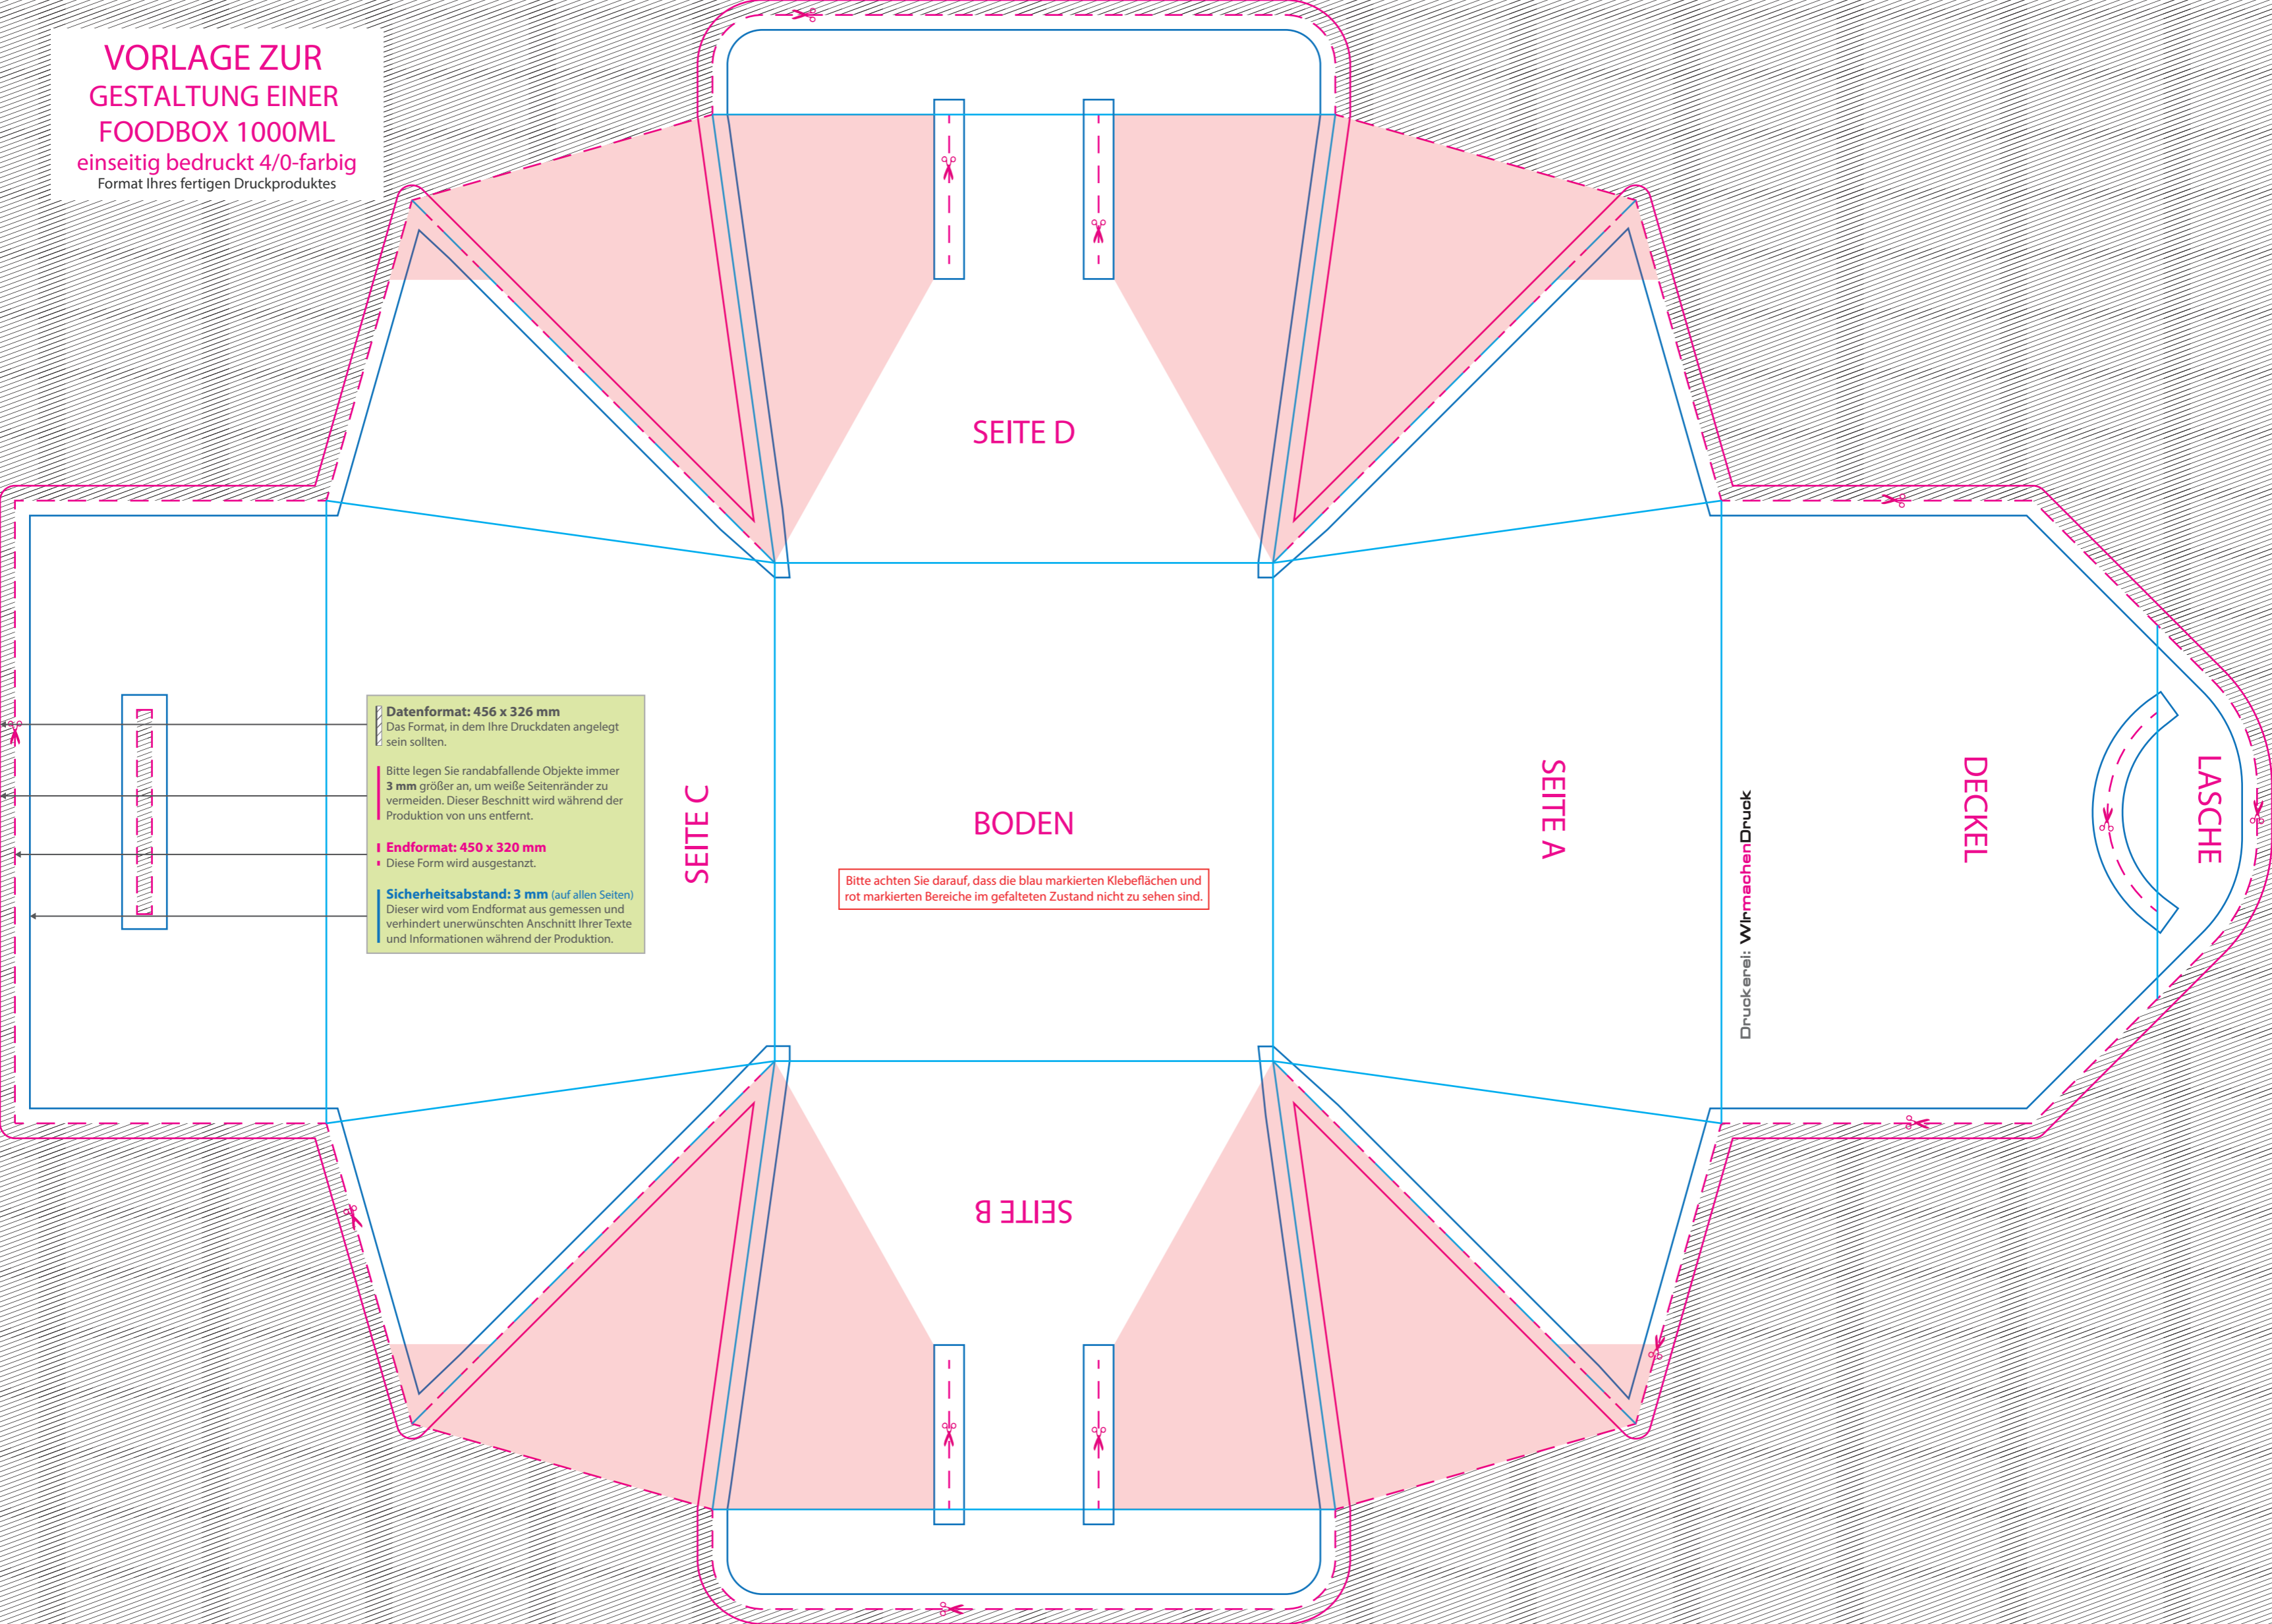 VORLAGE ZUR
GESTALTUNG EINER
FOODBOX 1000ML
einseitig bedruckt 4/0-farbig
Format Ihres fertigen Druckproduktes
SEITE D
Datenformat: 456 x 326 mm
Das Format, in dem Ihre Druckdaten angelegt
sein sollten.
Bitte legen Sie randabfallende Objekte immer
3 mm größer an, um weiße Seitenränder zu
vermeiden. Dieser Beschnitt wird während der
Produktion von uns entfernt.
Endformat: 450 x 320 mm
Diese Form wird ausgestanzt.
Sicherheitsabstand: 3 mm (auf allen Seiten)
Dieser wird vom Endformat aus gemessen und
verhindert unerwünschten Anschnitt Ihrer Texte
und Informationen während der Produktion.
SEITE C
BODEN
Bitte achten Sie darauf, dass die blau markierten Klebeflächen und
rot markierten Bereiche im gefalteten Zustand nicht zu sehen sind.
SEITE A
Druckerei: WIrmachenDruck
DECKEL
LASCHE
SEITE B